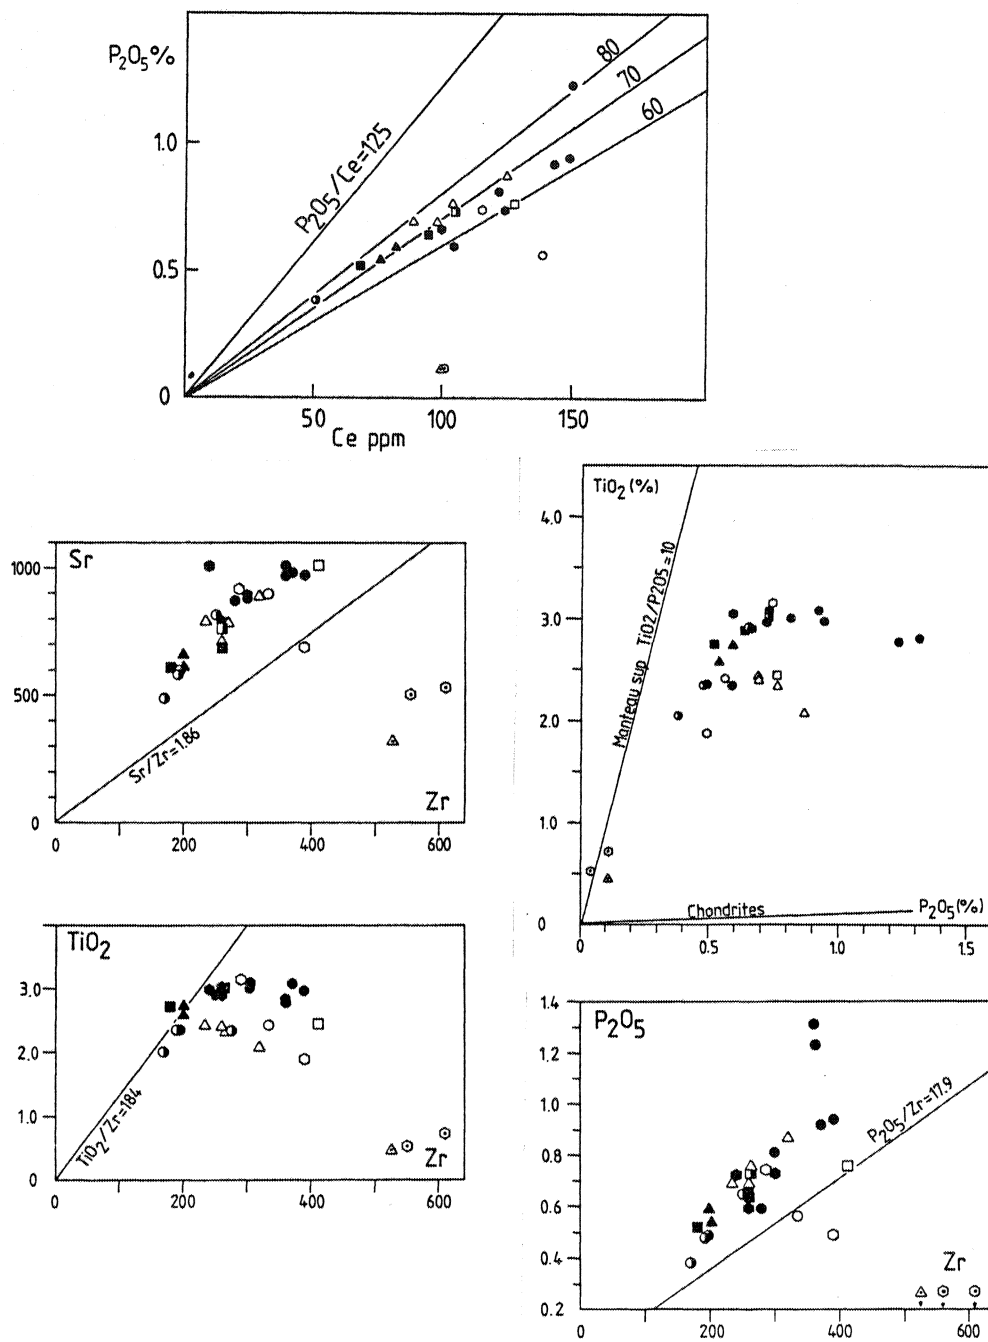 P2O5%
80
70
60
P2O5/Ce=125
1.0
0.5
0
50
100
150
Ce ppm
Sr
1000
500
0
Sr/Zr=1.86
Zr
0
200
400
600
TiO2 (%)
4.0
3.0
2.0
1.0
0
Manteau sup TiO2/P2O5=10
Chondrites
P2O5(%)
0
0.5
1.0
1.5
TiO2
3.0
2.0
1.0
0
TiO2/Zr=184
Zr
0
200
400
600
P2O5
1.4
1.2
1.0
0.8
0.6
0.4
0.2
P2O5/Zr=17.9
Zr
0
200
400
600